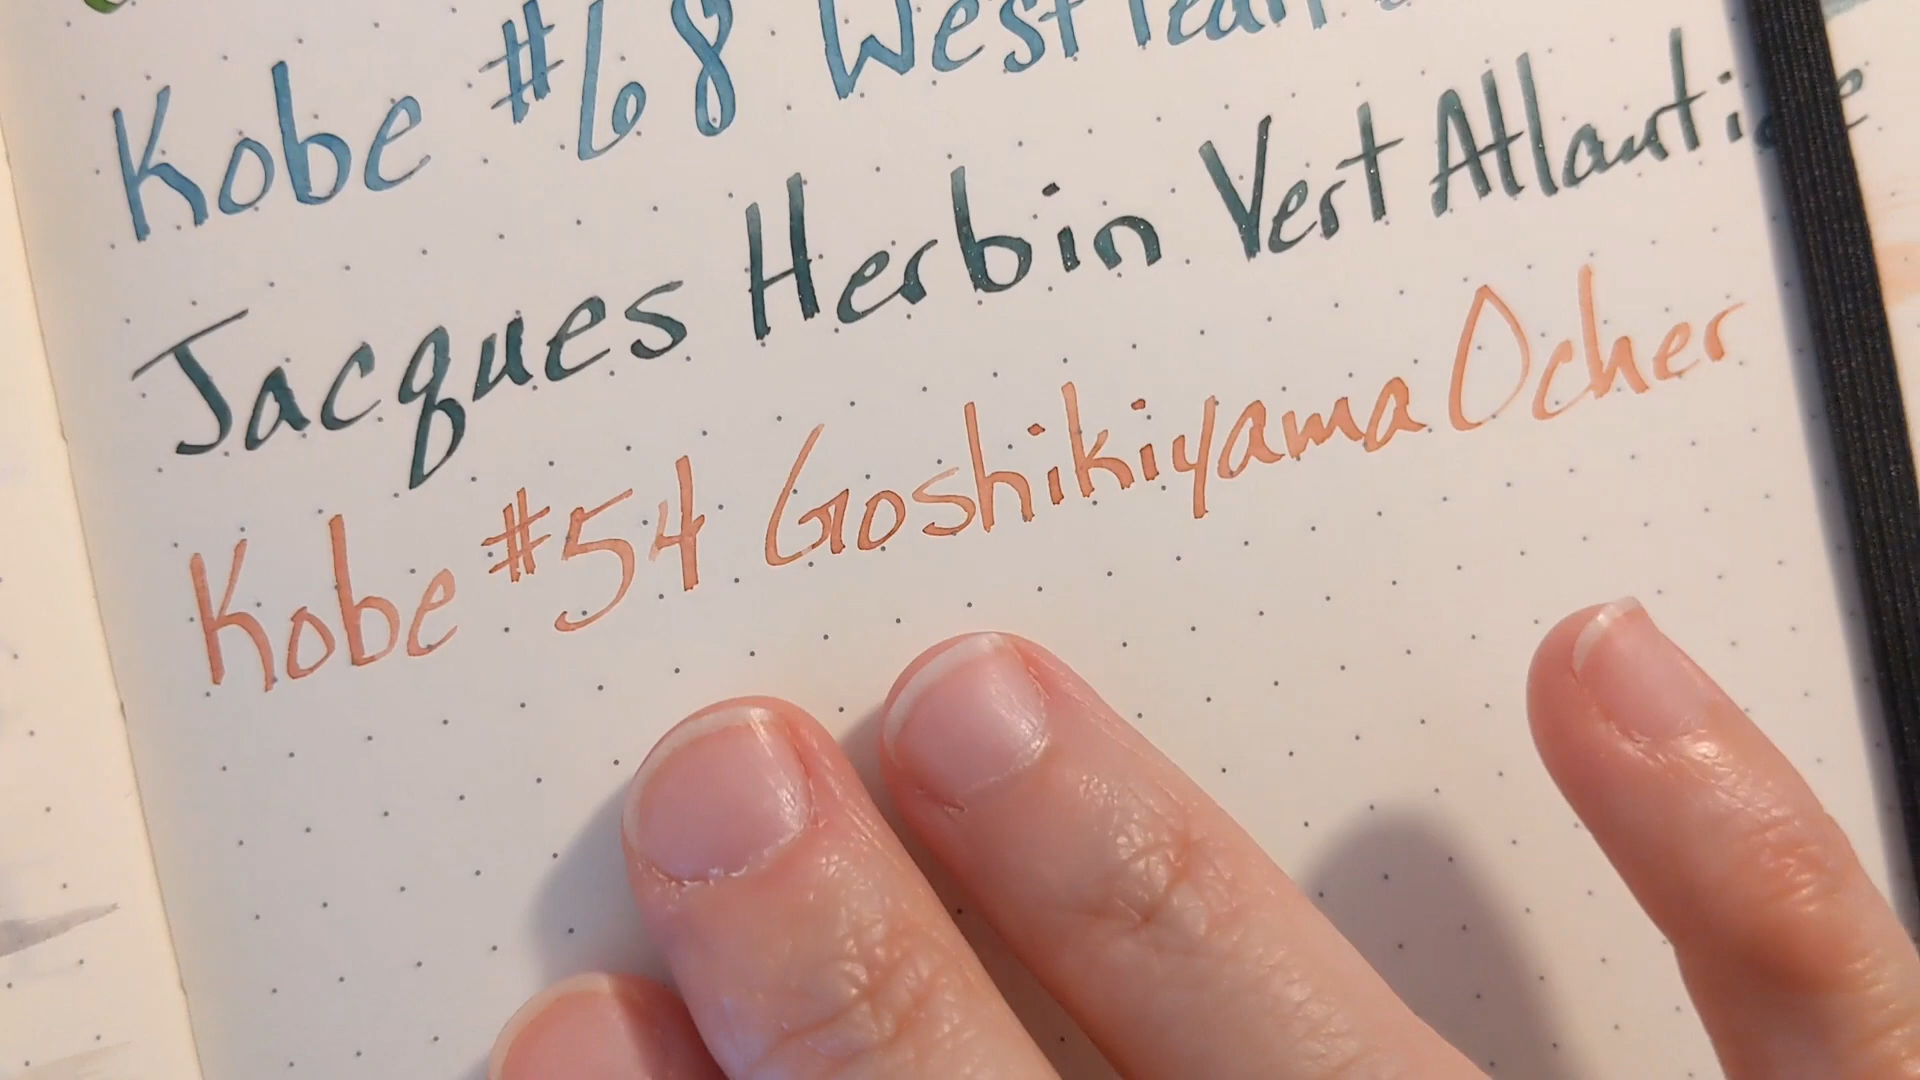 Kobe #68 West
Jacques Herbin Vert Atlantide
Kobe #54 Goshikiyama Ocher